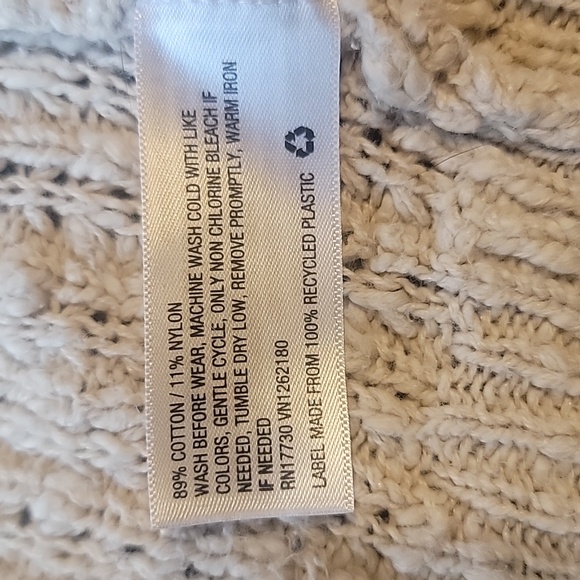 89% COTTON / 11% NYLON
WASH BEFORE WEAR, MACHINE WASH COLD WITH LIKE
COLORS, GENTLE CYCLE, ONLY NON CHLORINE BLEACH IF
NEEDED, TUMBLE DRY LOW, REMOVE PROMPTLY, WARM IRON
IF NEEDED
RN17730 VN1262180
LABEL MADE FROM 100% RECYCLED PLASTIC